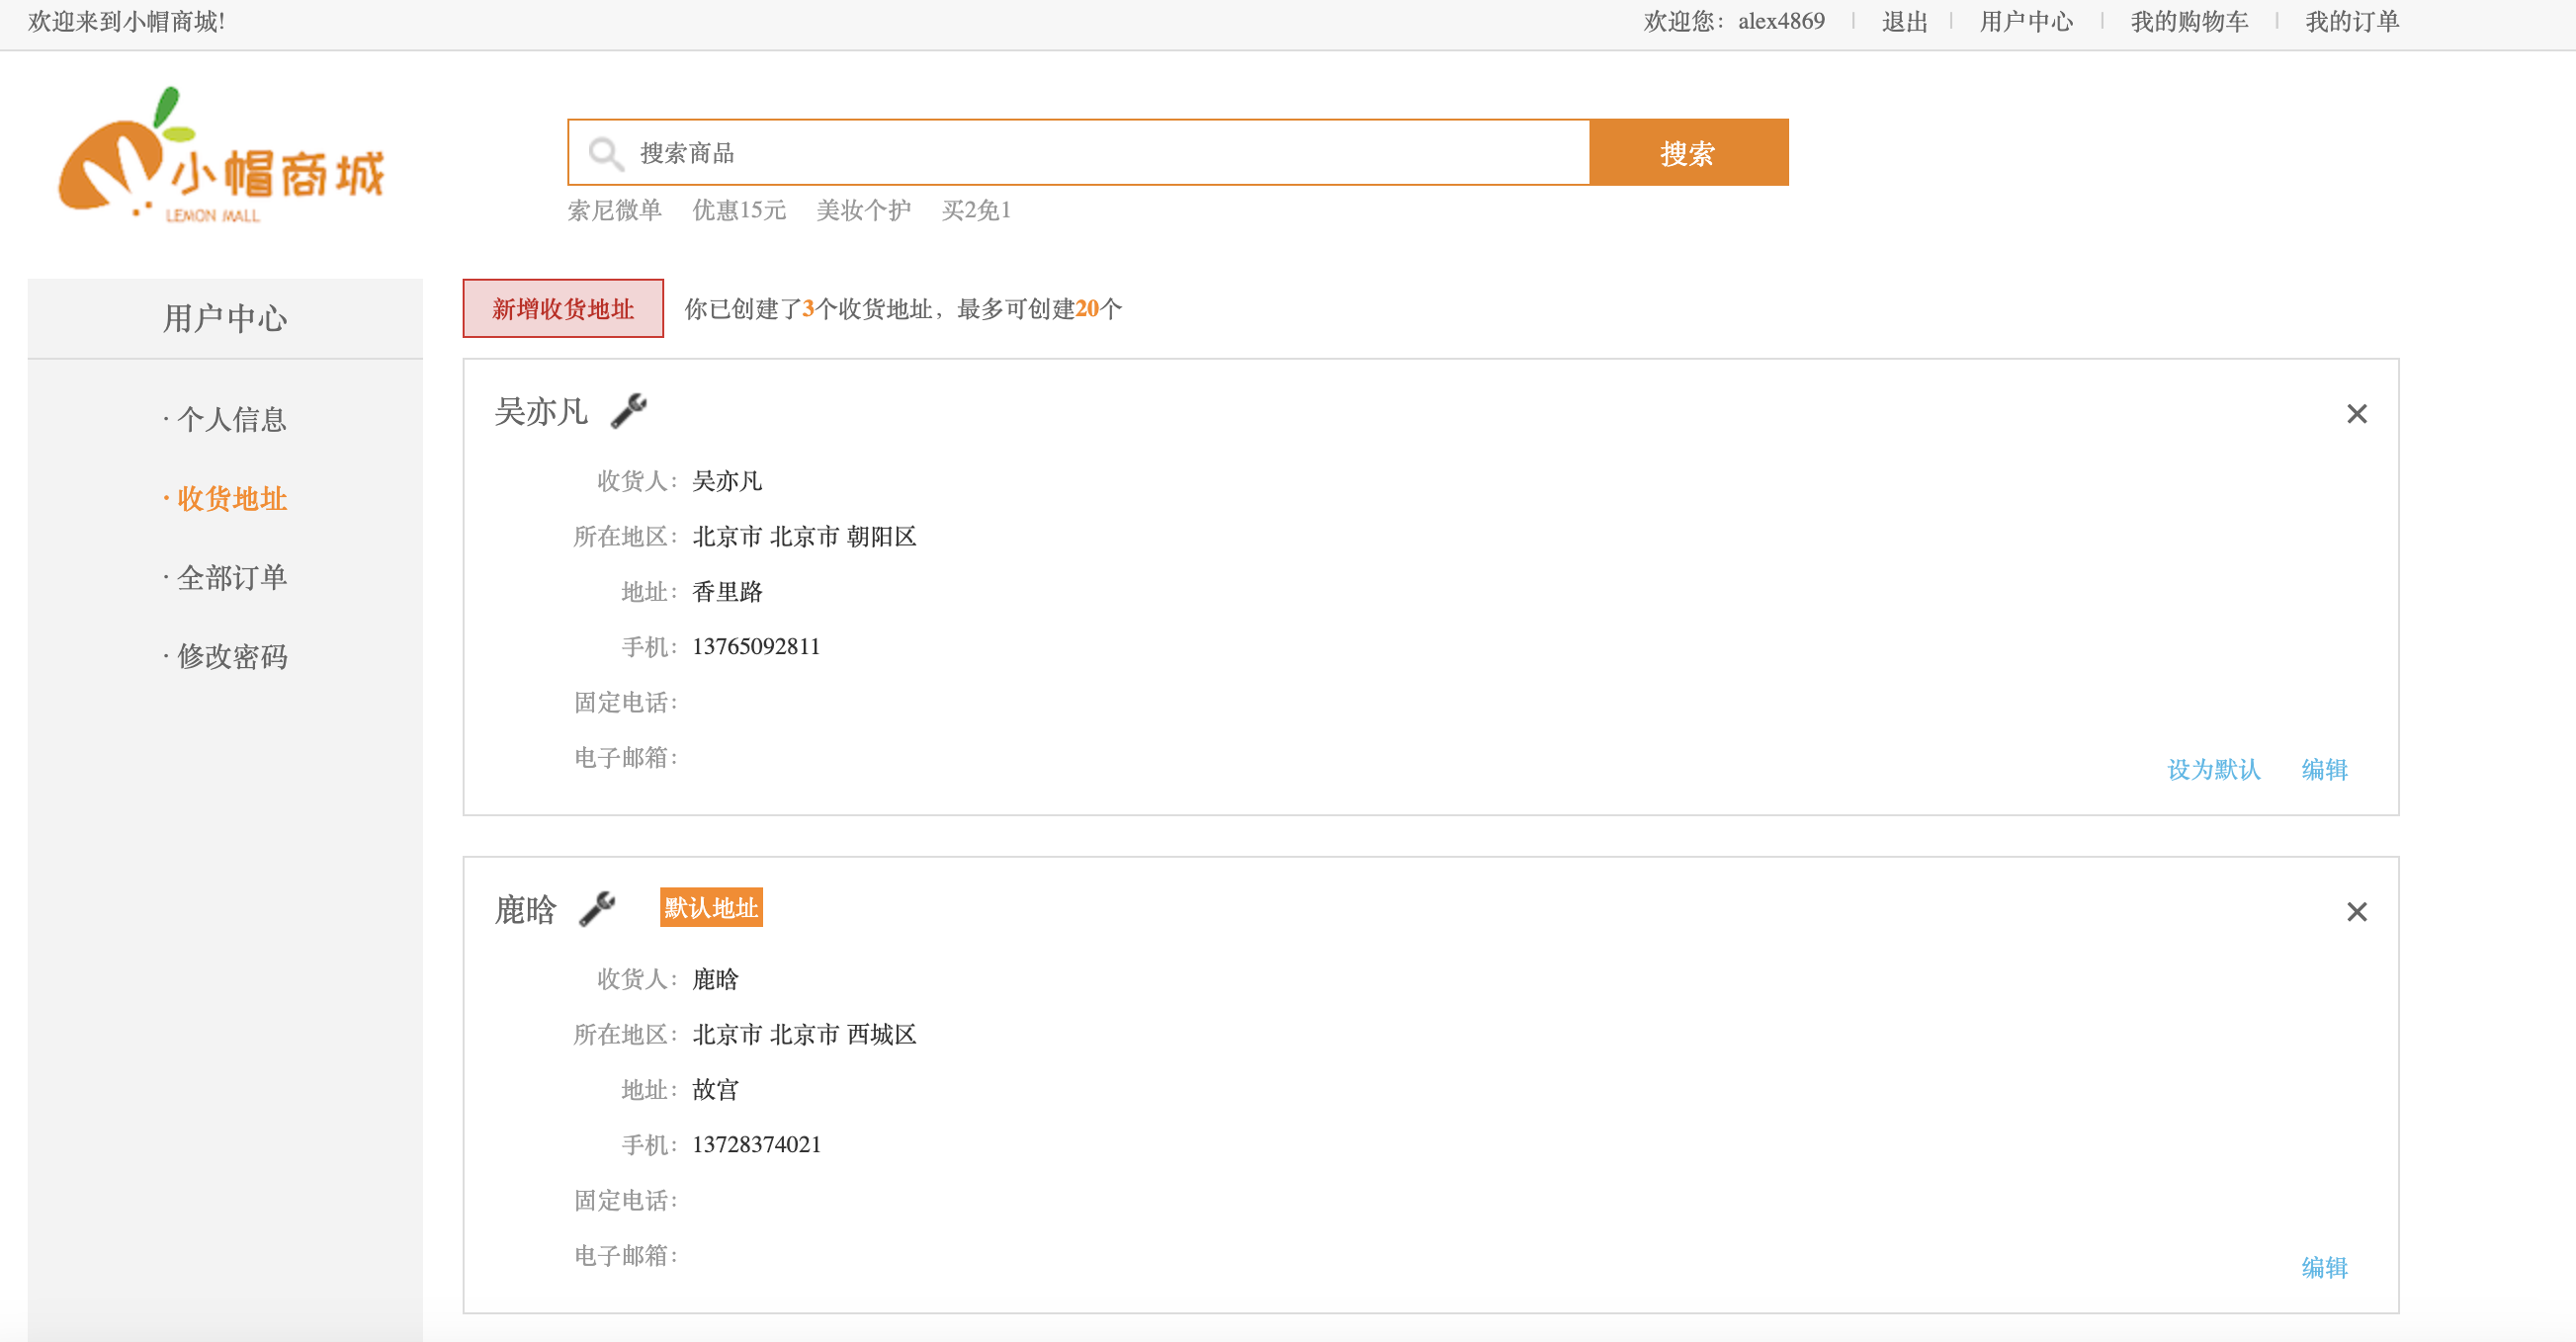 欢迎来到小帽商城!
欢迎您：alex4869 | 退出 | 用户中心 | 我的购物车 | 我的订单
小帽商城
LEMON MALL
搜索商品
搜索
索尼微单 优惠15元 美妆个护 买2免1
用户中心
· 个人信息
· 收货地址
· 全部订单
· 修改密码
新增收货地址 你已创建了3个收货地址，最多可创建20个
吴亦凡
收货人：吴亦凡
所在地区：北京市 北京市 朝阳区
地址：香里路
手机：13765092811
固定电话：
电子邮箱：
设为默认 编辑
鹿晗 默认地址
收货人：鹿晗
所在地区：北京市 北京市 西城区
地址：故宫
手机：13728374021
固定电话：
电子邮箱：
编辑